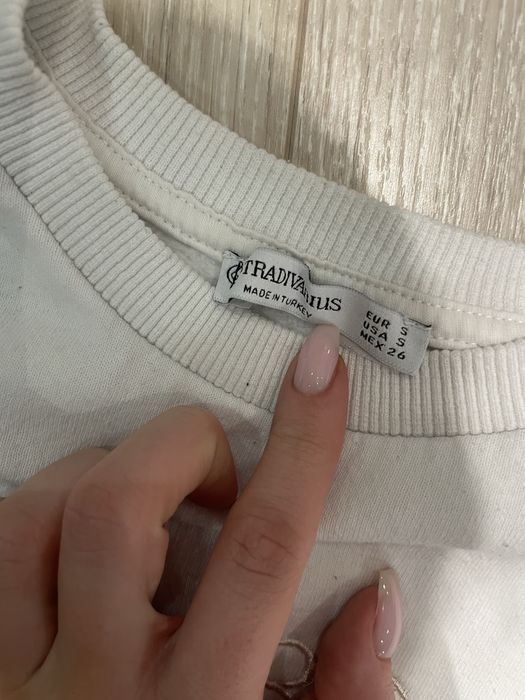 STRADIVARIUS
MADE IN TURKEY
EUR S
USA S
MEX 26